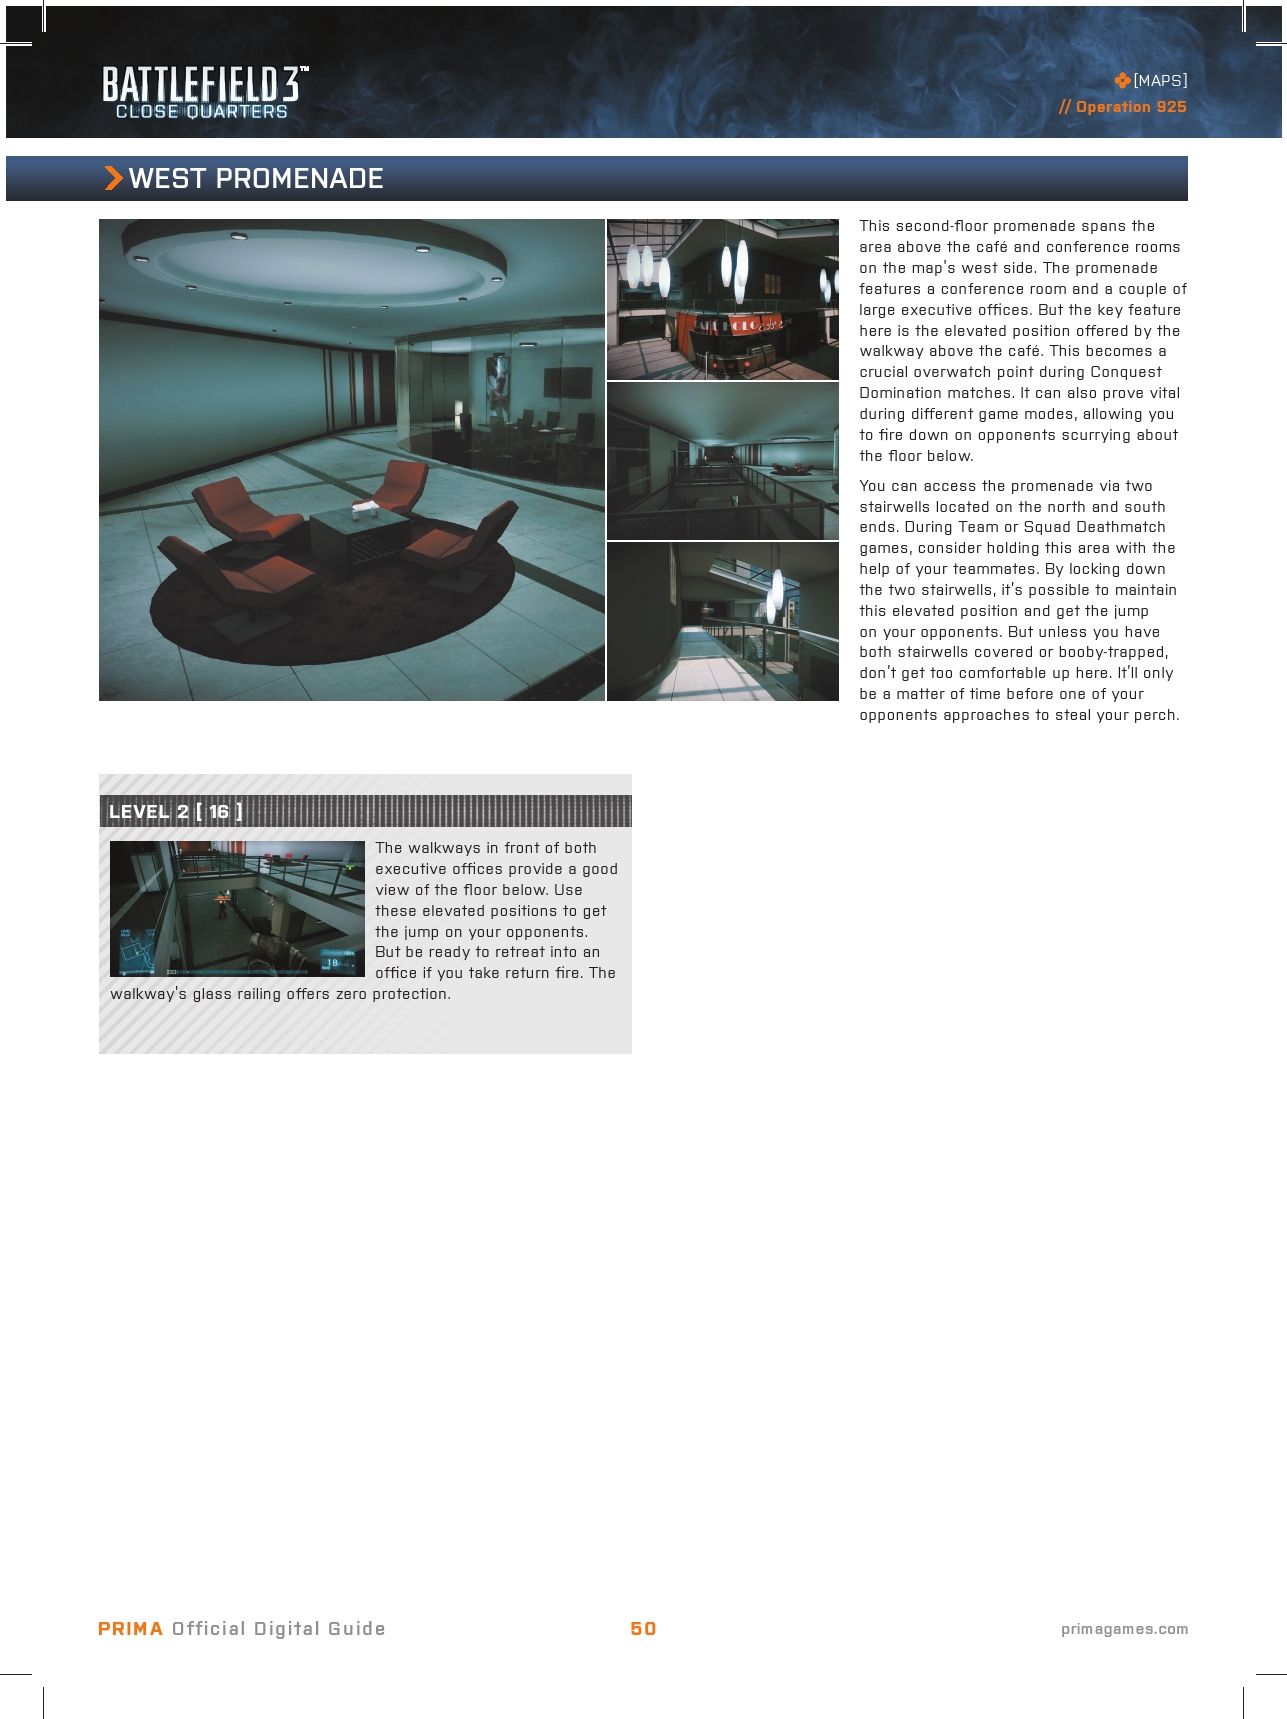 BATTLEFIELD 3™
CLOSE QUARTERS
[MAPS]
// Operation 925
WEST PROMENADE
This second-floor promenade spans the
area above the café and conference rooms
on the map's west side. The promenade
features a conference room and a couple of
large executive offices. But the key feature
here is the elevated position offered by the
walkway above the café. This becomes a
crucial overwatch point during Conquest
Domination matches. It can also prove vital
during different game modes, allowing you
to fire down on opponents scurrying about
the floor below.
You can access the promenade via two
stairwells located on the north and south
ends. During Team or Squad Deathmatch
games, consider holding this area with the
help of your teammates. By locking down
the two stairwells, it's possible to maintain
this elevated position and get the jump
on your opponents. But unless you have
both stairwells covered or booby-trapped,
don't get too comfortable up here. It'll only
be a matter of time before one of your
opponents approaches to steal your perch.
LEVEL 2 [ 16 ]
The walkways in front of both
executive offices provide a good
view of the floor below. Use
these elevated positions to get
the jump on your opponents.
But be ready to retreat into an
office if you take return fire. The
walkway's glass railing offers zero protection.
18
PRIMA Official Digital Guide
50
primagames.com